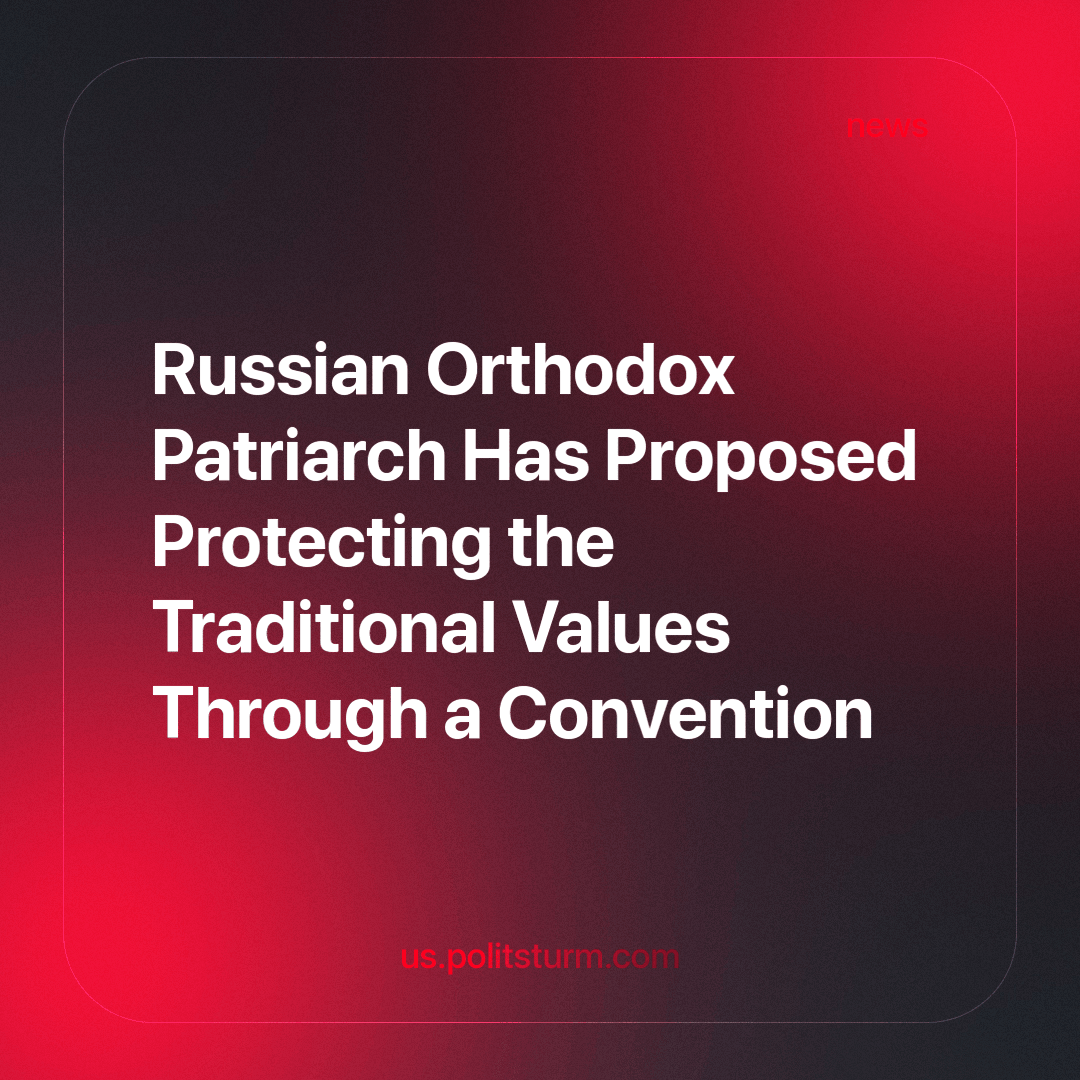 news
Russian Orthodox
Patriarch Has Proposed
Protecting the
Traditional Values
Through a Convention
us.politsturm.com